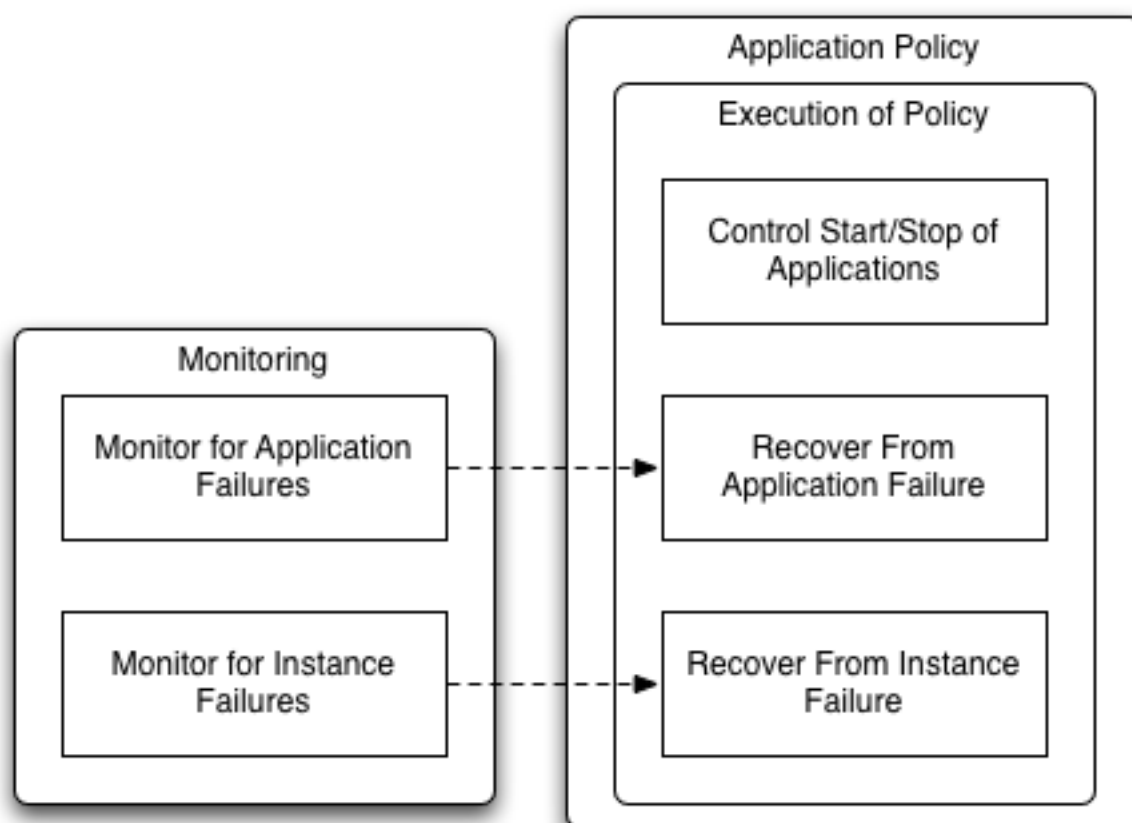 Application Policy
Execution of Policy
Control Start/Stop of
Applications
Monitoring
Monitor for Application
Failures
Recover From
Application Failure
Monitor for Instance
Failures
Recover From Instance
Failure